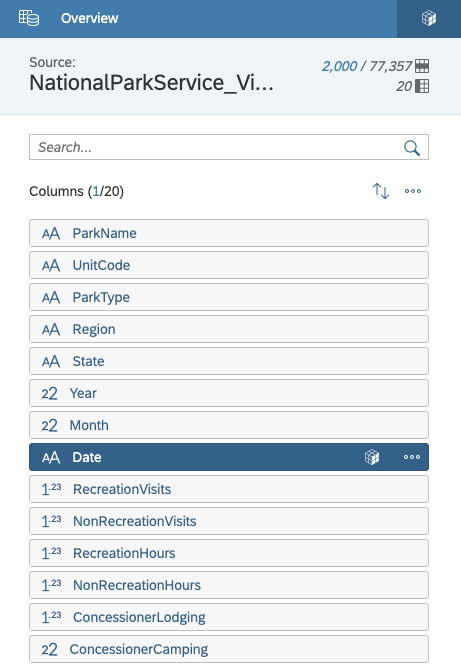 Overview
Source:
NationalParkService_Vi...
2,000 / 77,357
20
Search...
Columns (1/20)
AA ParkName
AA UnitCode
AA ParkType
AA Region
AA State
22 Year
22 Month
AA Date
1.23 RecreationVisits
1.23 NonRecreationVisits
1.23 RecreationHours
1.23 NonRecreationHours
1.23 ConcessionerLodging
22 ConcessionerCamping